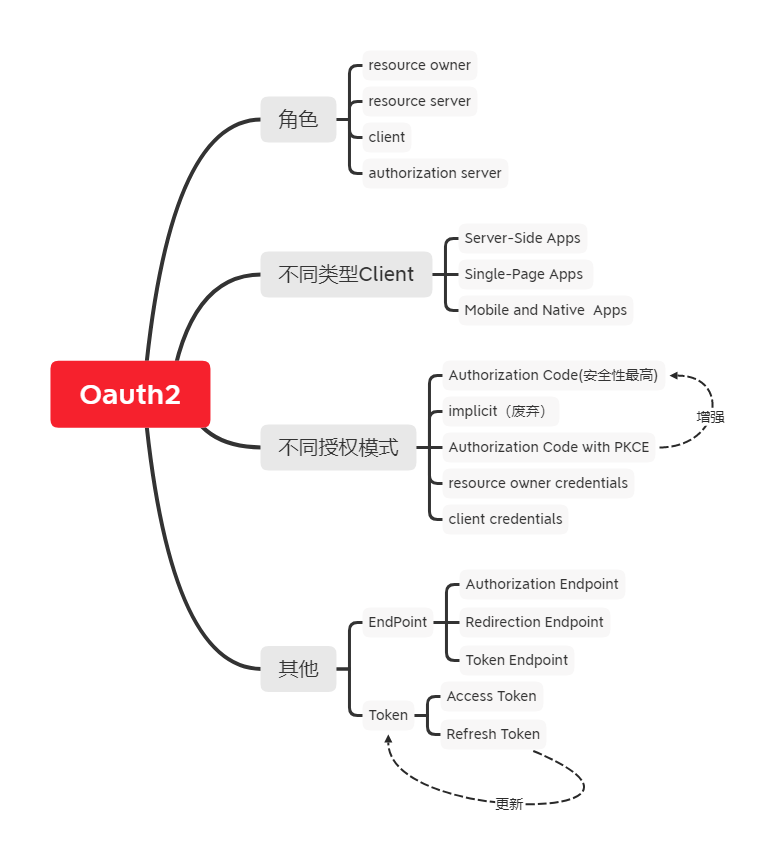 Oauth2
角色
resource owner
resource server
client
authorization server
不同类型Client
Server-Side Apps
Single-Page Apps
Mobile and Native  Apps
不同授权模式
Authorization Code(安全性最高)
implicit（废弃）
Authorization Code with PKCE
增强
resource owner credentials
client credentials
其他
EndPoint
Authorization Endpoint
Redirection Endpoint
Token Endpoint
Token
Access Token
Refresh Token
更新